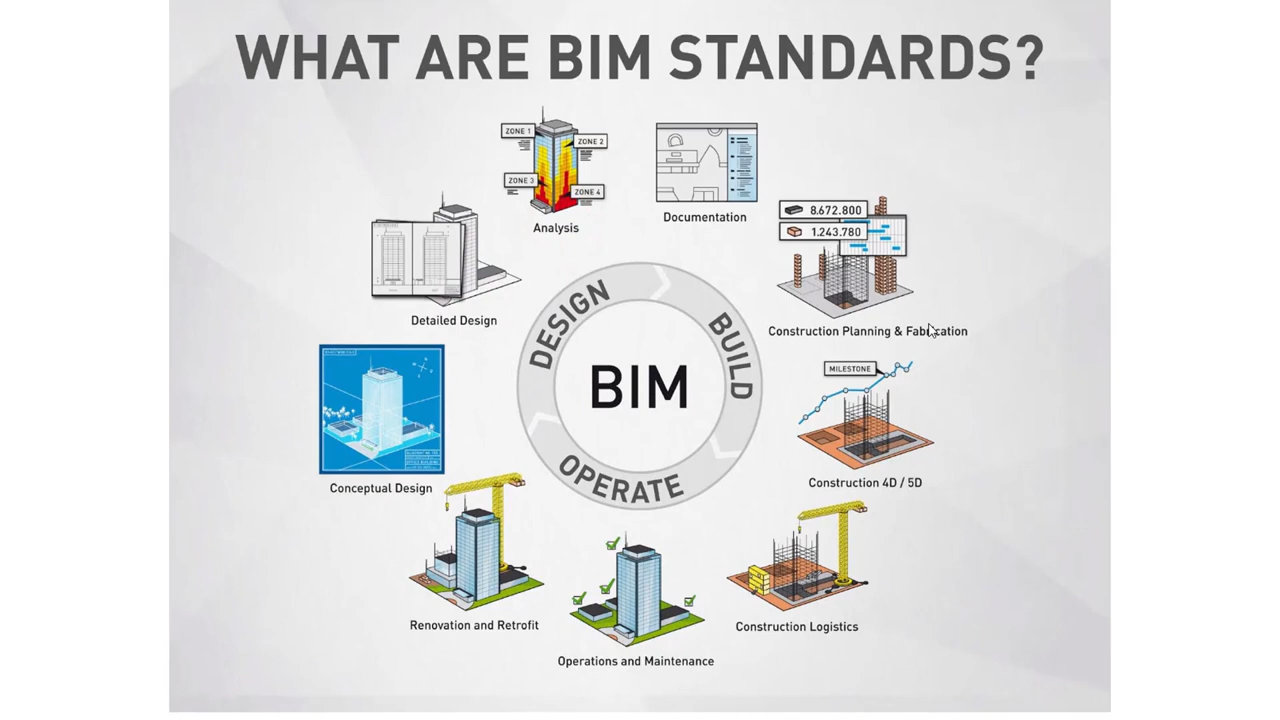 WHAT ARE BIM STANDARDS?
ZONE 1
ZONE 2
ZONE 3
ZONE 4
Analysis
Documentation
8.672.800
1.243.780
Construction Planning & Fabrication
Detailed Design
DESIGN
BUILD
OPERATE
BIM
MILESTONE
Construction 4D / 5D
Conceptual Design
Construction Logistics
Renovation and Retrofit
Operations and Maintenance